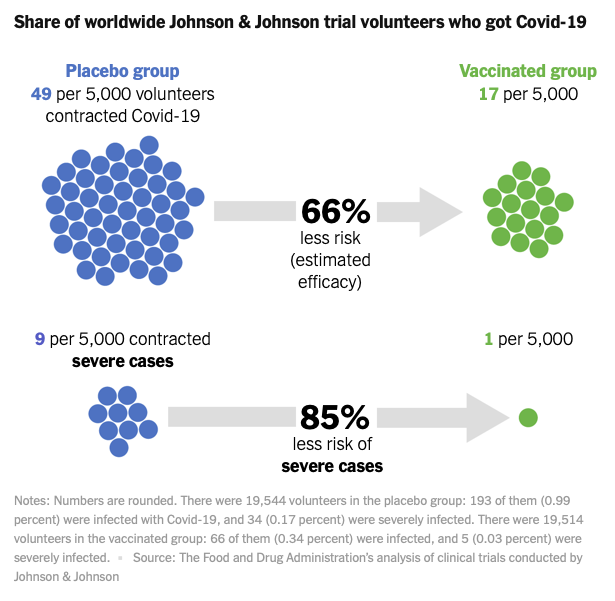 Share of worldwide Johnson & Johnson trial volunteers who got Covid-19
Placebo group
49 per 5,000 volunteers
contracted Covid-19
Vaccinated group
17 per 5,000
66%
less risk
(estimated
efficacy)
9 per 5,000 contracted
severe cases
1 per 5,000
85%
less risk of
severe cases
Notes: Numbers are rounded. There were 19,544 volunteers in the placebo group: 193 of them (0.99
percent) were infected with Covid-19, and 34 (0.17 percent) were severely infected. There were 19,514
volunteers in the vaccinated group: 66 of them (0.34 percent) were infected, and 5 (0.03 percent) were
severely infected. • Source: The Food and Drug Administration’s analysis of clinical trials conducted by
Johnson & Johnson